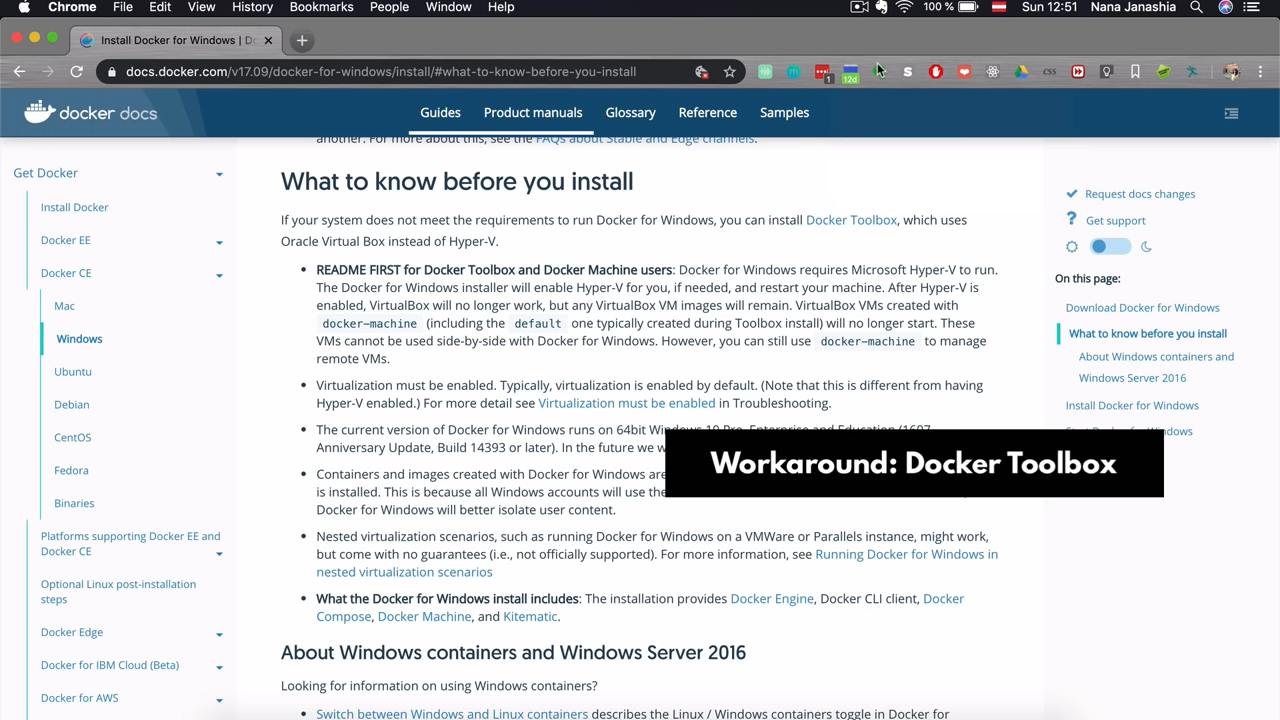 Chrome File Edit View History Bookmarks People Window Help 100 % Sun 12:51 Nana Janashia
Install Docker for Windows | Do
docs.docker.com/v17.09/docker-for-windows/install/#what-to-know-before-you-install
1
12d
S
CSS
docker docs
Guides Product manuals Glossary Reference Samples
another. For more about this, see the FAQs about Stable and Edge channels.
Get Docker
Install Docker
Docker EE
Docker CE
Mac
Windows
Ubuntu
Debian
CentOS
Fedora
Binaries
Platforms supporting Docker EE and
Docker CE
Optional Linux post-installation
steps
Docker Edge
Docker for IBM Cloud (Beta)
Docker for AWS
What to know before you install
If your system does not meet the requirements to run Docker for Windows, you can install Docker Toolbox, which uses
Oracle Virtual Box instead of Hyper-V.
• README FIRST for Docker Toolbox and Docker Machine users: Docker for Windows requires Microsoft Hyper-V to run.
The Docker for Windows installer will enable Hyper-V for you, if needed, and restart your machine. After Hyper-V is
enabled, VirtualBox will no longer work, but any VirtualBox VM images will remain. VirtualBox VMs created with
docker-machine (including the default one typically created during Toolbox install) will no longer start. These
VMs cannot be used side-by-side with Docker for Windows. However, you can still use docker-machine to manage
remote VMs.
• Virtualization must be enabled. Typically, virtualization is enabled by default. (Note that this is different from having
Hyper-V enabled.) For more detail see Virtualization must be enabled in Troubleshooting.
• The current version of Docker for Windows runs on 64bit Windows 10 Pro, Enterprise and Education (1607
Anniversary Update, Build 14393 or later). In the future we w
• Containers and images created with Docker for Windows are
is installed. This is because all Windows accounts will use the
Docker for Windows will better isolate user content.
• Nested virtualization scenarios, such as running Docker for Windows on a VMWare or Parallels instance, might work,
but come with no guarantees (i.e., not officially supported). For more information, see Running Docker for Windows in
nested virtualization scenarios
• What the Docker for Windows install includes: The installation provides Docker Engine, Docker CLI client, Docker
Compose, Docker Machine, and Kitematic.
About Windows containers and Windows Server 2016
Looking for information on using Windows containers?
• Switch between Windows and Linux containers describes the Linux / Windows containers toggle in Docker for
Workaround: Docker Toolbox
Request docs changes
Get support
On this page:
Download Docker for Windows
What to know before you install
About Windows containers and
Windows Server 2016
Install Docker for Windows
Start Docker for Windows